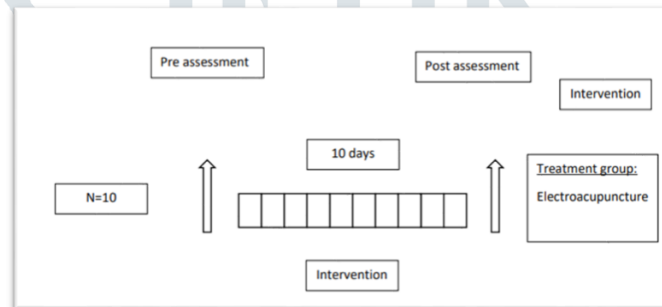 Pre assessment
Post assessment
Intervention
10 days
Treatment group:
Electroacupuncture
N=10
Intervention